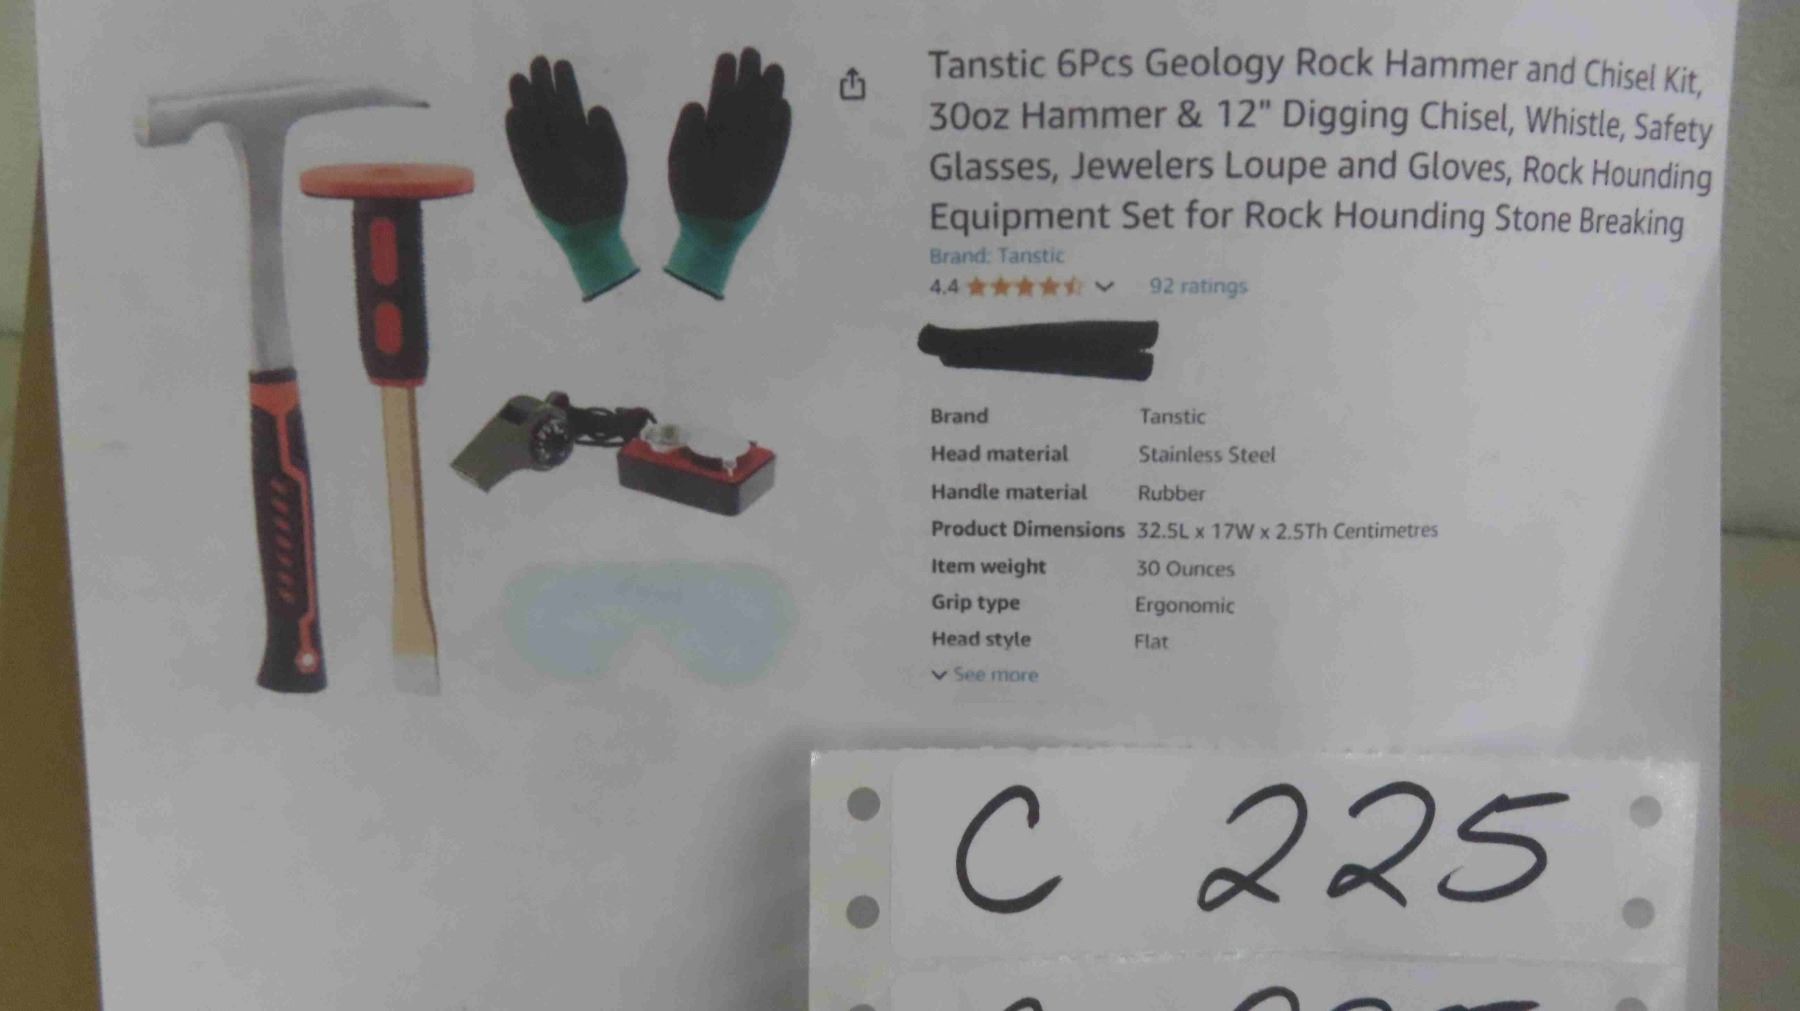 Tanstic 6Pcs Geology Rock Hammer and Chisel Kit,
30oz Hammer & 12" Digging Chisel, Whistle, Safety
Glasses, Jewelers Loupe and Gloves, Rock Hounding
Equipment Set for Rock Hounding Stone Breaking
Brand: Tanstic
4.4 92 ratings
Brand Tanstic
Head material Stainless Steel
Handle material Rubber
Product Dimensions 32.5L x 17W x 2.5Th Centimetres
Item weight 30 Ounces
Grip type Ergonomic
Head style Flat
See more
C 225